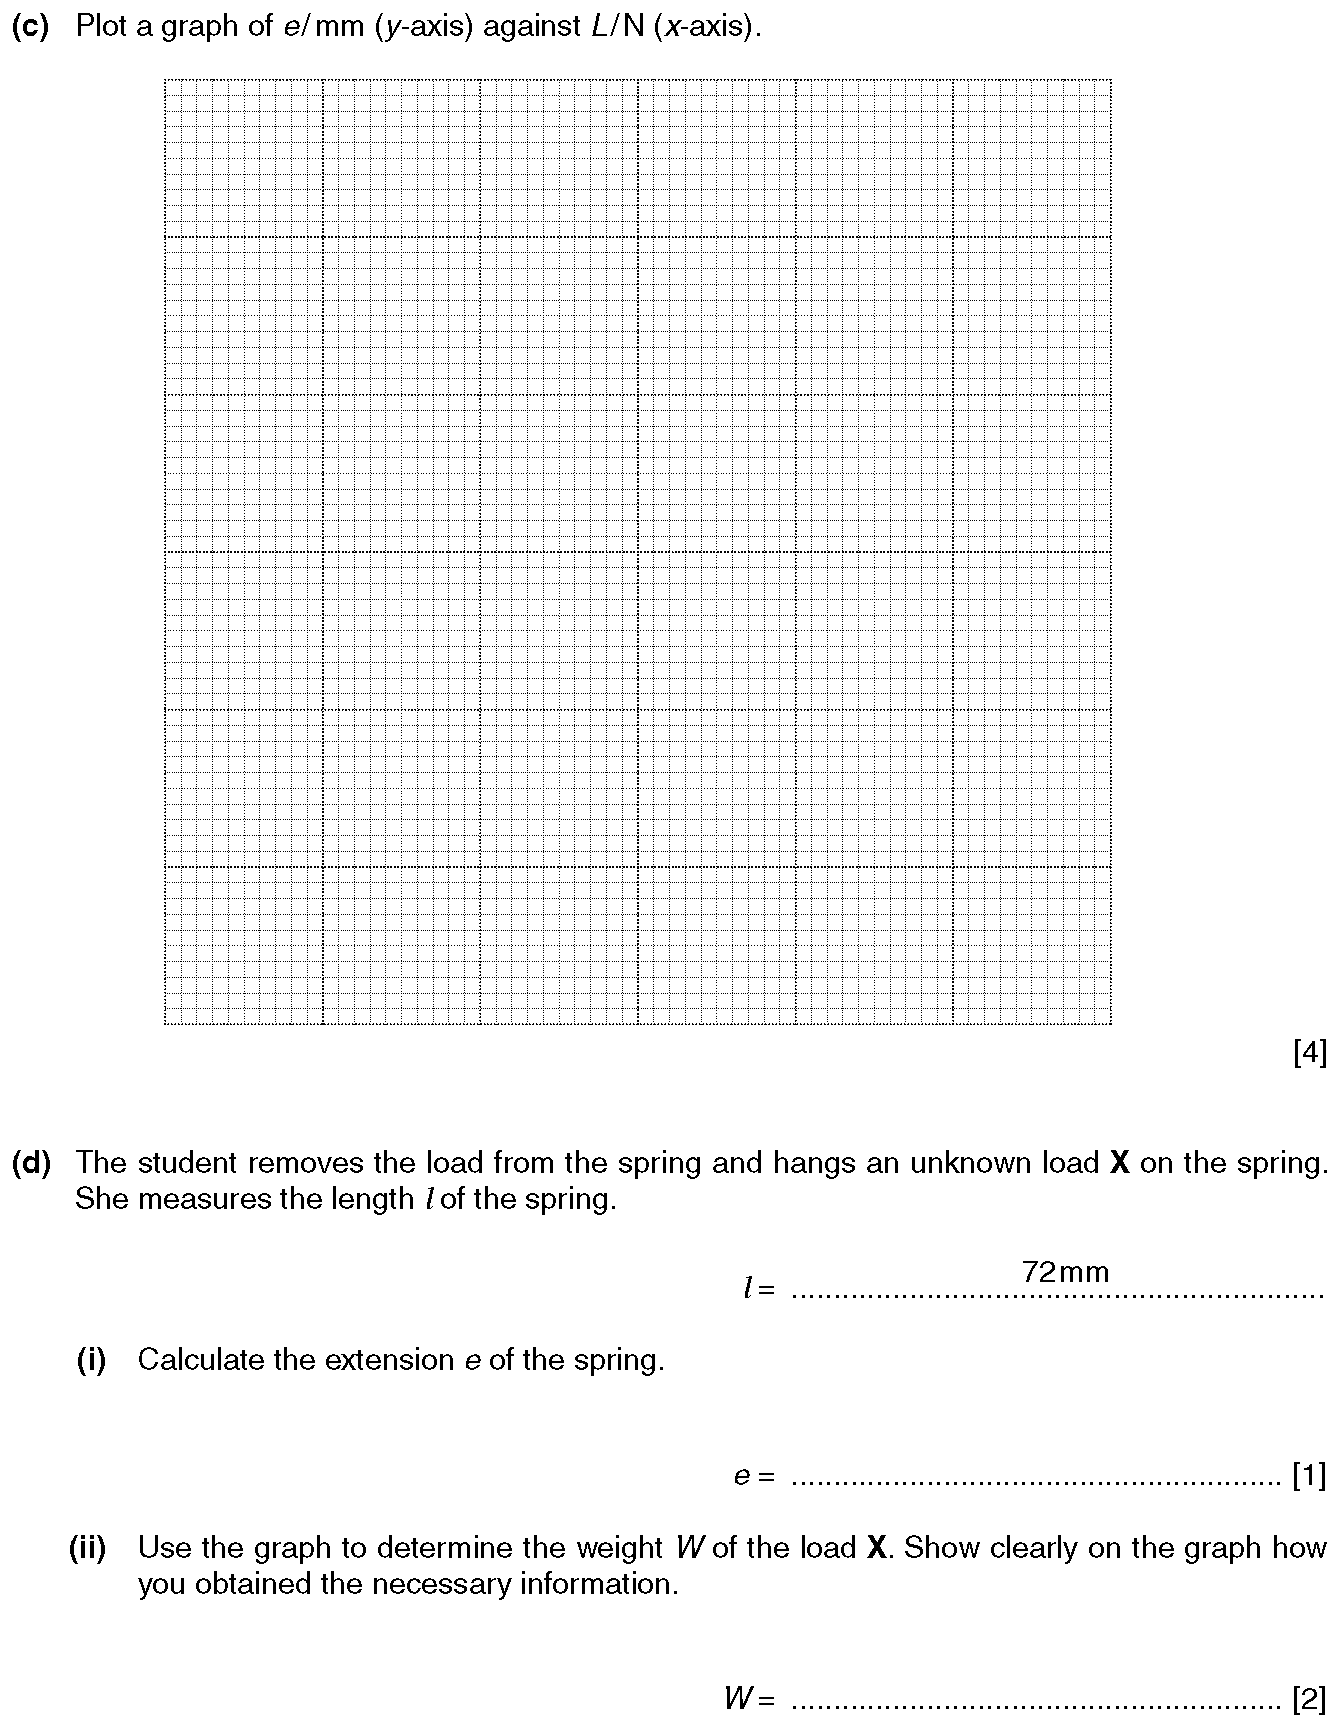 (c) Plot a graph of e/mm (y-axis) against L/N (x-axis).
[4]
(d) The student removes the load from the spring and hangs an unknown load X on the spring.
She measures the length l of the spring.
72mm
l = ................................................................
(i) Calculate the extension e of the spring.
e = ........................................................... [1]
(ii) Use the graph to determine the weight W of the load X. Show clearly on the graph how
you obtained the necessary information.
W = ........................................................... [2]